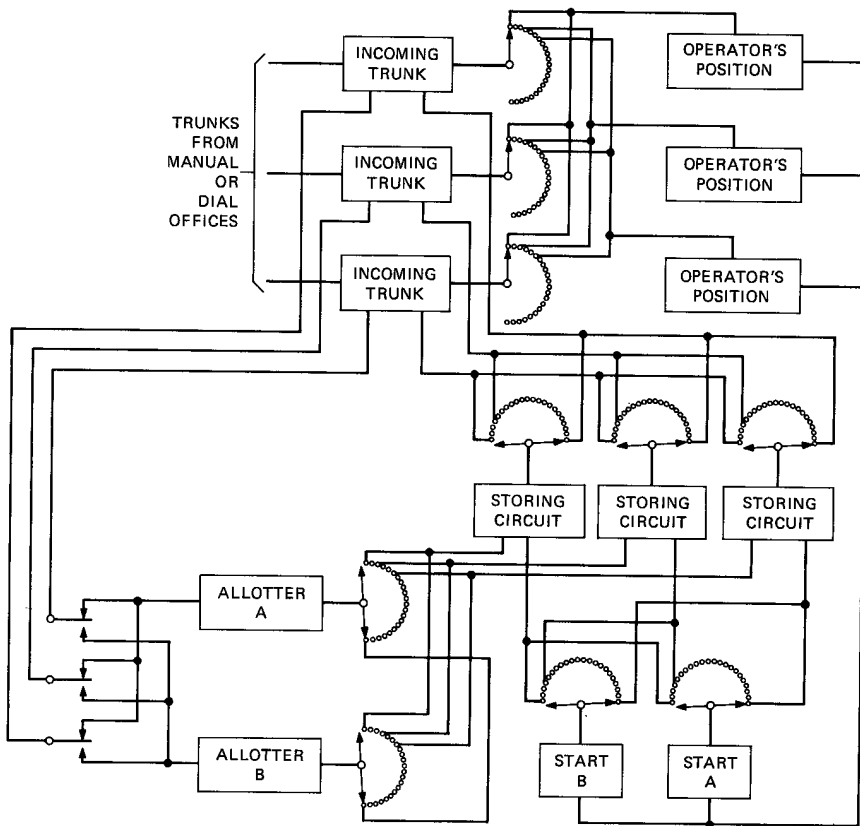 INCOMING
TRUNK
OPERATOR'S
POSITION
TRUNKS
FROM
MANUAL
OR
DIAL
OFFICES
INCOMING
TRUNK
OPERATOR'S
POSITION
INCOMING
TRUNK
OPERATOR'S
POSITION
STORING
CIRCUIT
STORING
CIRCUIT
STORING
CIRCUIT
ALLOTTER
A
ALLOTTER
B
START
B
START
A